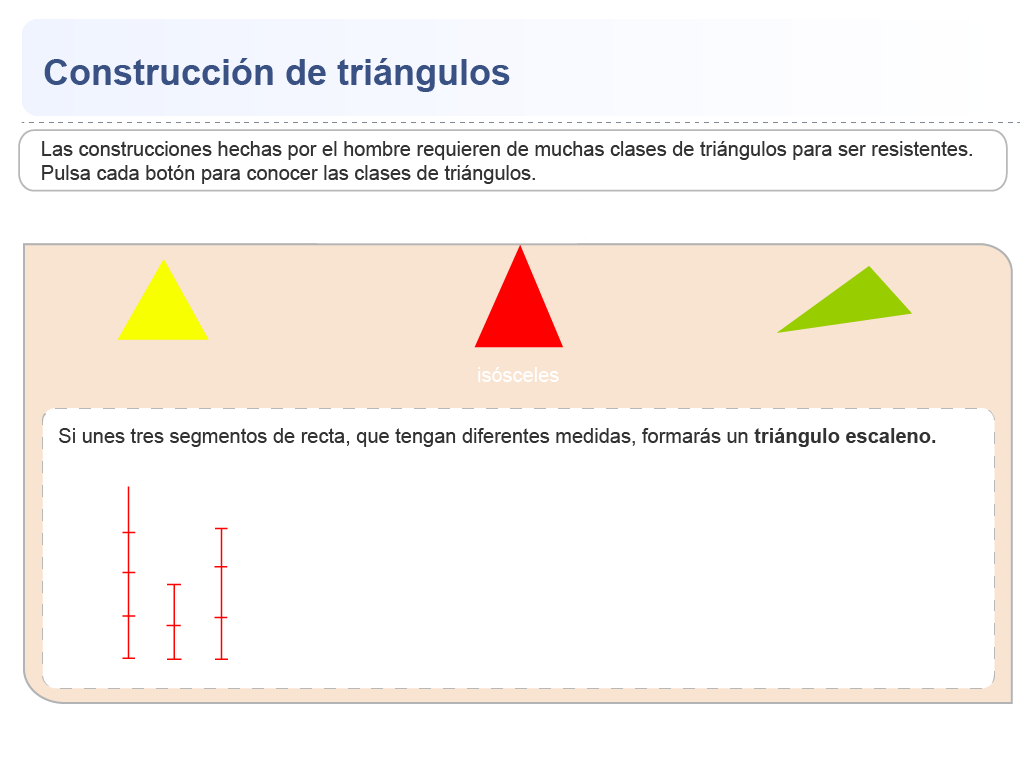 Construcción de triángulos
Las construcciones hechas por el hombre requieren de muchas clases de triángulos para ser resistentes.
Pulsa cada botón para conocer las clases de triángulos.
isósceles
Si unes tres segmentos de recta, que tengan diferentes medidas, formarás un triángulo escaleno.